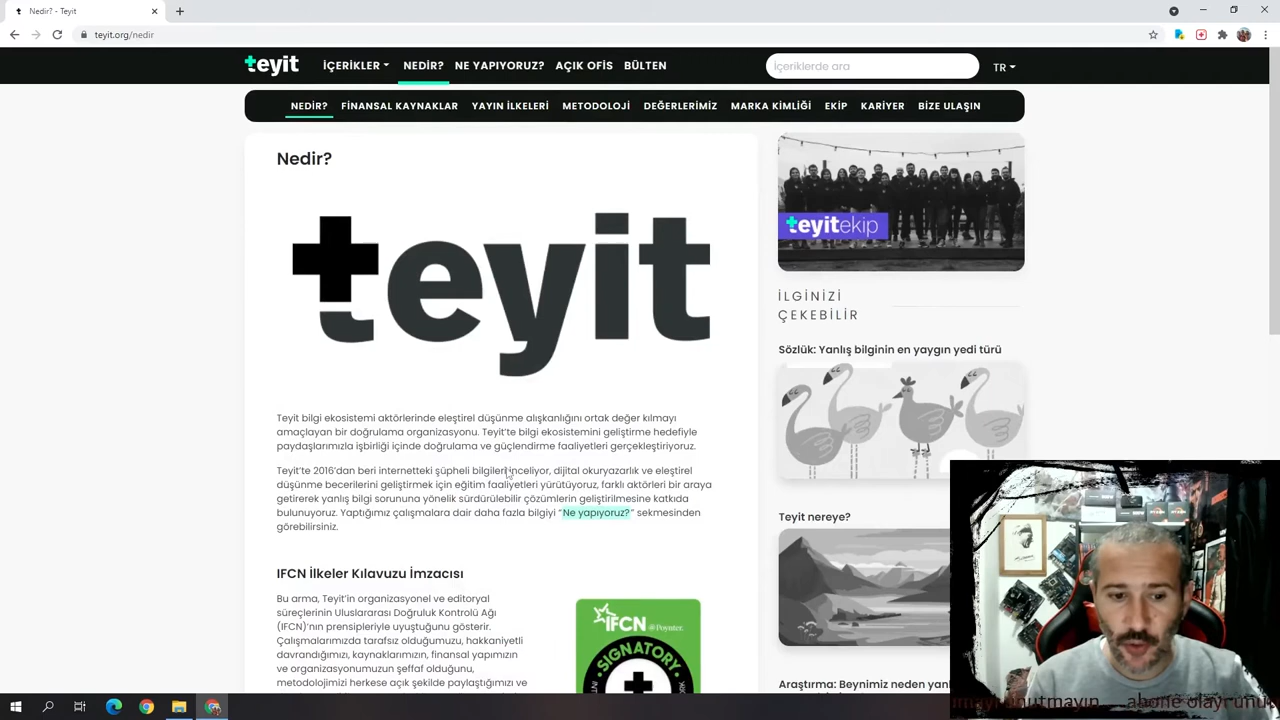 Nedir? - Teyit
teyit.org/nedir
teyit
İÇERİKLER
NEDİR?
NE YAPIYORUZ?
AÇIK OFİS
BÜLTEN
İçeriklerde ara
TR
NEDİR?
FİNANSAL KAYNAKLAR
YAYIN İLKELERİ
METODOLOJİ
DEĞERLERİMİZ
MARKA KİMLİĞİ
EKİP
KARİYER
BİZE ULAŞIN
Nedir?
teyit
Teyit bilgi ekosistemi aktörlerinde eleştirel düşünme alışkanlığını ortak değer kılmayı
amaçlayan bir doğrulama organizasyonu. Teyit'te bilgi ekosistemini geliştirme hedefiyle
paydaşlarımızla işbirliği içinde doğrulama ve güçlendirme faaliyetleri gerçekleştiriyoruz.
Teyit'te 2016'dan beri internetteki şüpheli bilgileri inceliyor, dijital okuryazarlık ve eleştirel
düşünme becerilerini geliştirmek için eğitim faaliyetleri yürütüyoruz, farklı aktörleri bir araya
getirerek yanlış bilgi sorununa yönelik sürdürülebilir çözümlerin geliştirilmesine katkıda
bulunuyoruz. Yaptığımız çalışmalara dair daha fazla bilgiyi “Ne yapıyoruz?” sekmesinden
görebilirsiniz.
IFCN İlkeler Kılavuzu İmzacısı
Bu arma, Teyit'in organizasyonel ve editoryal
süreçlerinin Uluslararası Doğruluk Kontrolü Ağı
(IFCN)'nın prensipleriyle uyuştuğunu gösterir.
Çalışmalarımızda tarafsız olduğumuzu, hakkaniyetli
davrandığımızı, kaynaklarımızın, finansal yapımızın
ve organizasyonumuzun şeffaf olduğunu,
metodolojimizi herkese açık şekilde paylaştığımızı ve
IFCN @Poynter.
SIGNATORY
teyitekip
İLGİNİZİ
ÇEKEBİLİR
Sözlük: Yanlış bilginin en yaygın yedi türü
Teyit nereye?
Araştırma: Beynimiz neden
unutmayın
abone olayı